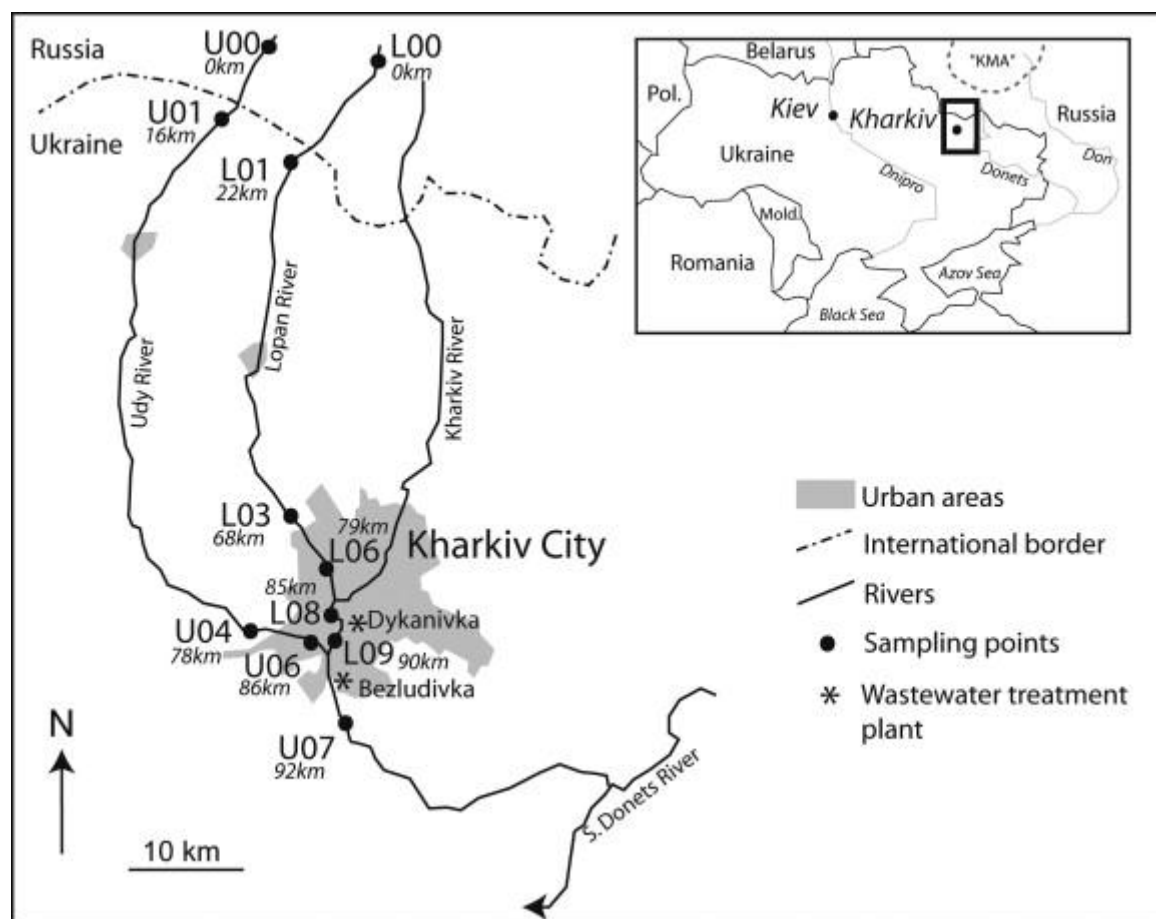 Russia
Ukraine
U00
0km
L00
0km
U01
16km
L01
22km
Udy River
Lopan River
Kharkiv River
L03
68km
79km
L06
Kharkiv City
85km
L08
Dykanivka
U04
78km
U06
86km
L09
90km
Bezludivka
U07
92km
S. Donets River
N
10 km
Belarus
"KMA"
Pol.
Kiev
Kharkiv
Russia
Ukraine
Dnipro
Donets
Don
Mold.
Romania
Azov Sea
Black Sea
Urban areas
International border
Rivers
Sampling points
Wastewater treatment
plant